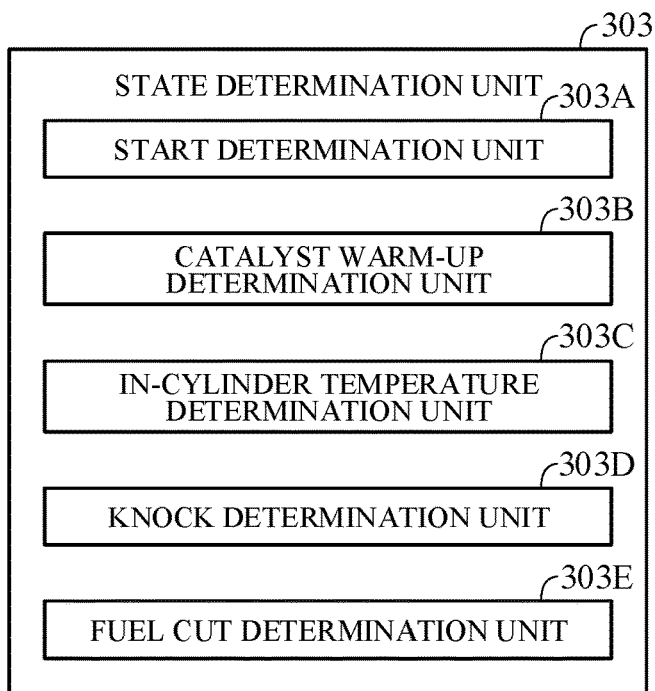 303
STATE DETERMINATION UNIT
303A
START DETERMINATION UNIT
303B
CATALYST WARM-UP
DETERMINATION UNIT
303C
IN-CYLINDER TEMPERATURE
DETERMINATION UNIT
303D
KNOCK DETERMINATION UNIT
303E
FUEL CUT DETERMINATION UNIT